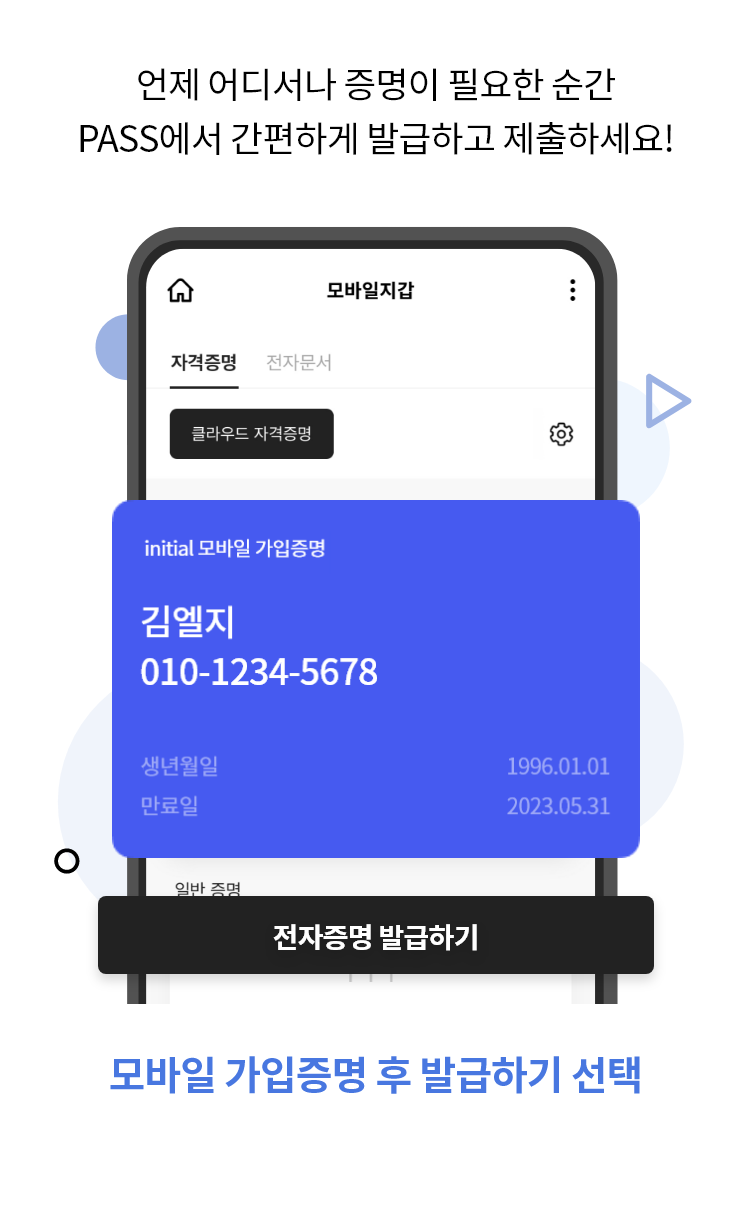 언제 어디서나 증명이 필요한 순간
PASS에서 간편하게 발급하고 제출하세요!
모바일지갑
자격증명 전자문서
클라우드 자격증명
initial 모바일 가입증명
김엘지
010-1234-5678
생년월일 1996.01.01
만료일 2023.05.31
일반 증명
전자증명 발급하기
모바일 가입증명 후 발급하기 선택